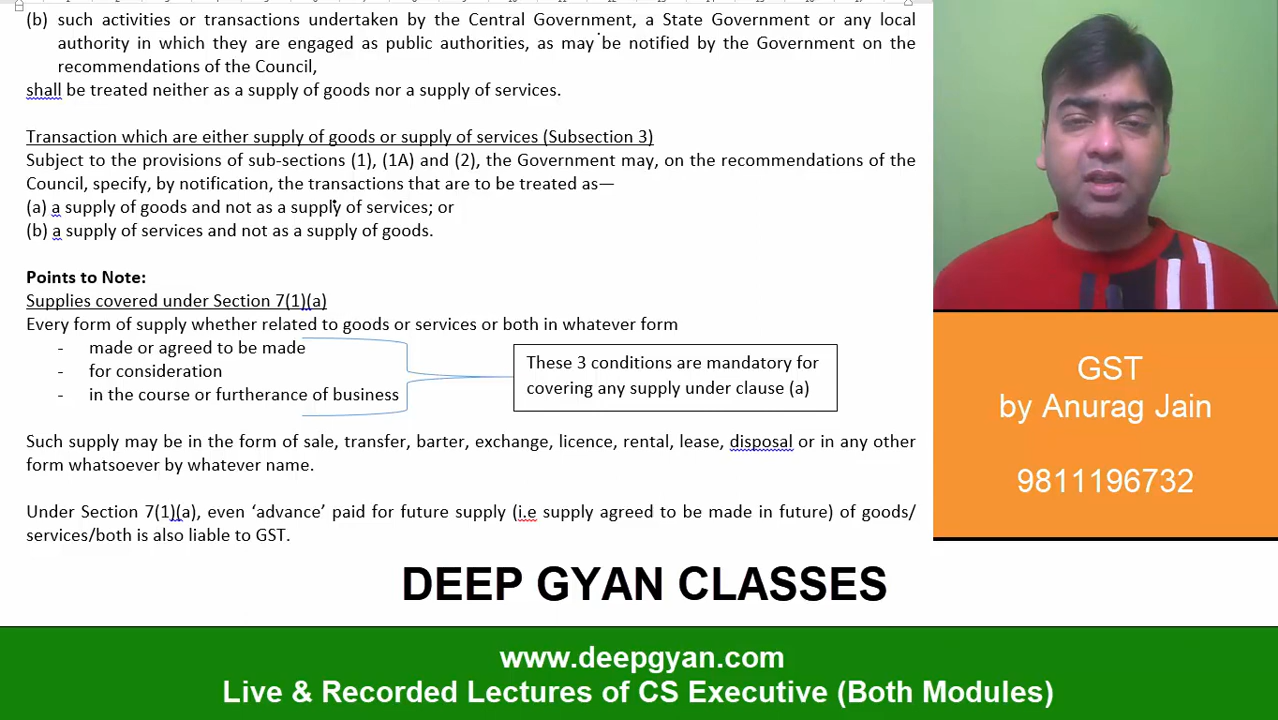 (b) such activities or transactions undertaken by the Central Government, a State Government or any local
authority in which they are engaged as public authorities, as may be notified by the Government on the
recommendations of the Council,
shall be treated neither as a supply of goods nor a supply of services.
Transaction which are either supply of goods or supply of services (Subsection 3)
Subject to the provisions of sub-sections (1), (1A) and (2), the Government may, on the recommendations of the
Council, specify, by notification, the transactions that are to be treated as—
(a) a supply of goods and not as a supply of services; or
(b) a supply of services and not as a supply of goods.
Points to Note:
Supplies covered under Section 7(1)(a)
Every form of supply whether related to goods or services or both in whatever form
- made or agreed to be made
- for consideration
- in the course or furtherance of business
These 3 conditions are mandatory for
covering any supply under clause (a)
Such supply may be in the form of sale, transfer, barter, exchange, licence, rental, lease, disposal or in any other
form whatsoever by whatever name.
Under Section 7(1)(a), even ‘advance’ paid for future supply (i.e supply agreed to be made in future) of goods/
services/both is also liable to GST.
GST
by Anurag Jain
9811196732
DEEP GYAN CLASSES
www.deepgyan.com
Live & Recorded Lectures of CS Executive (Both Modules)